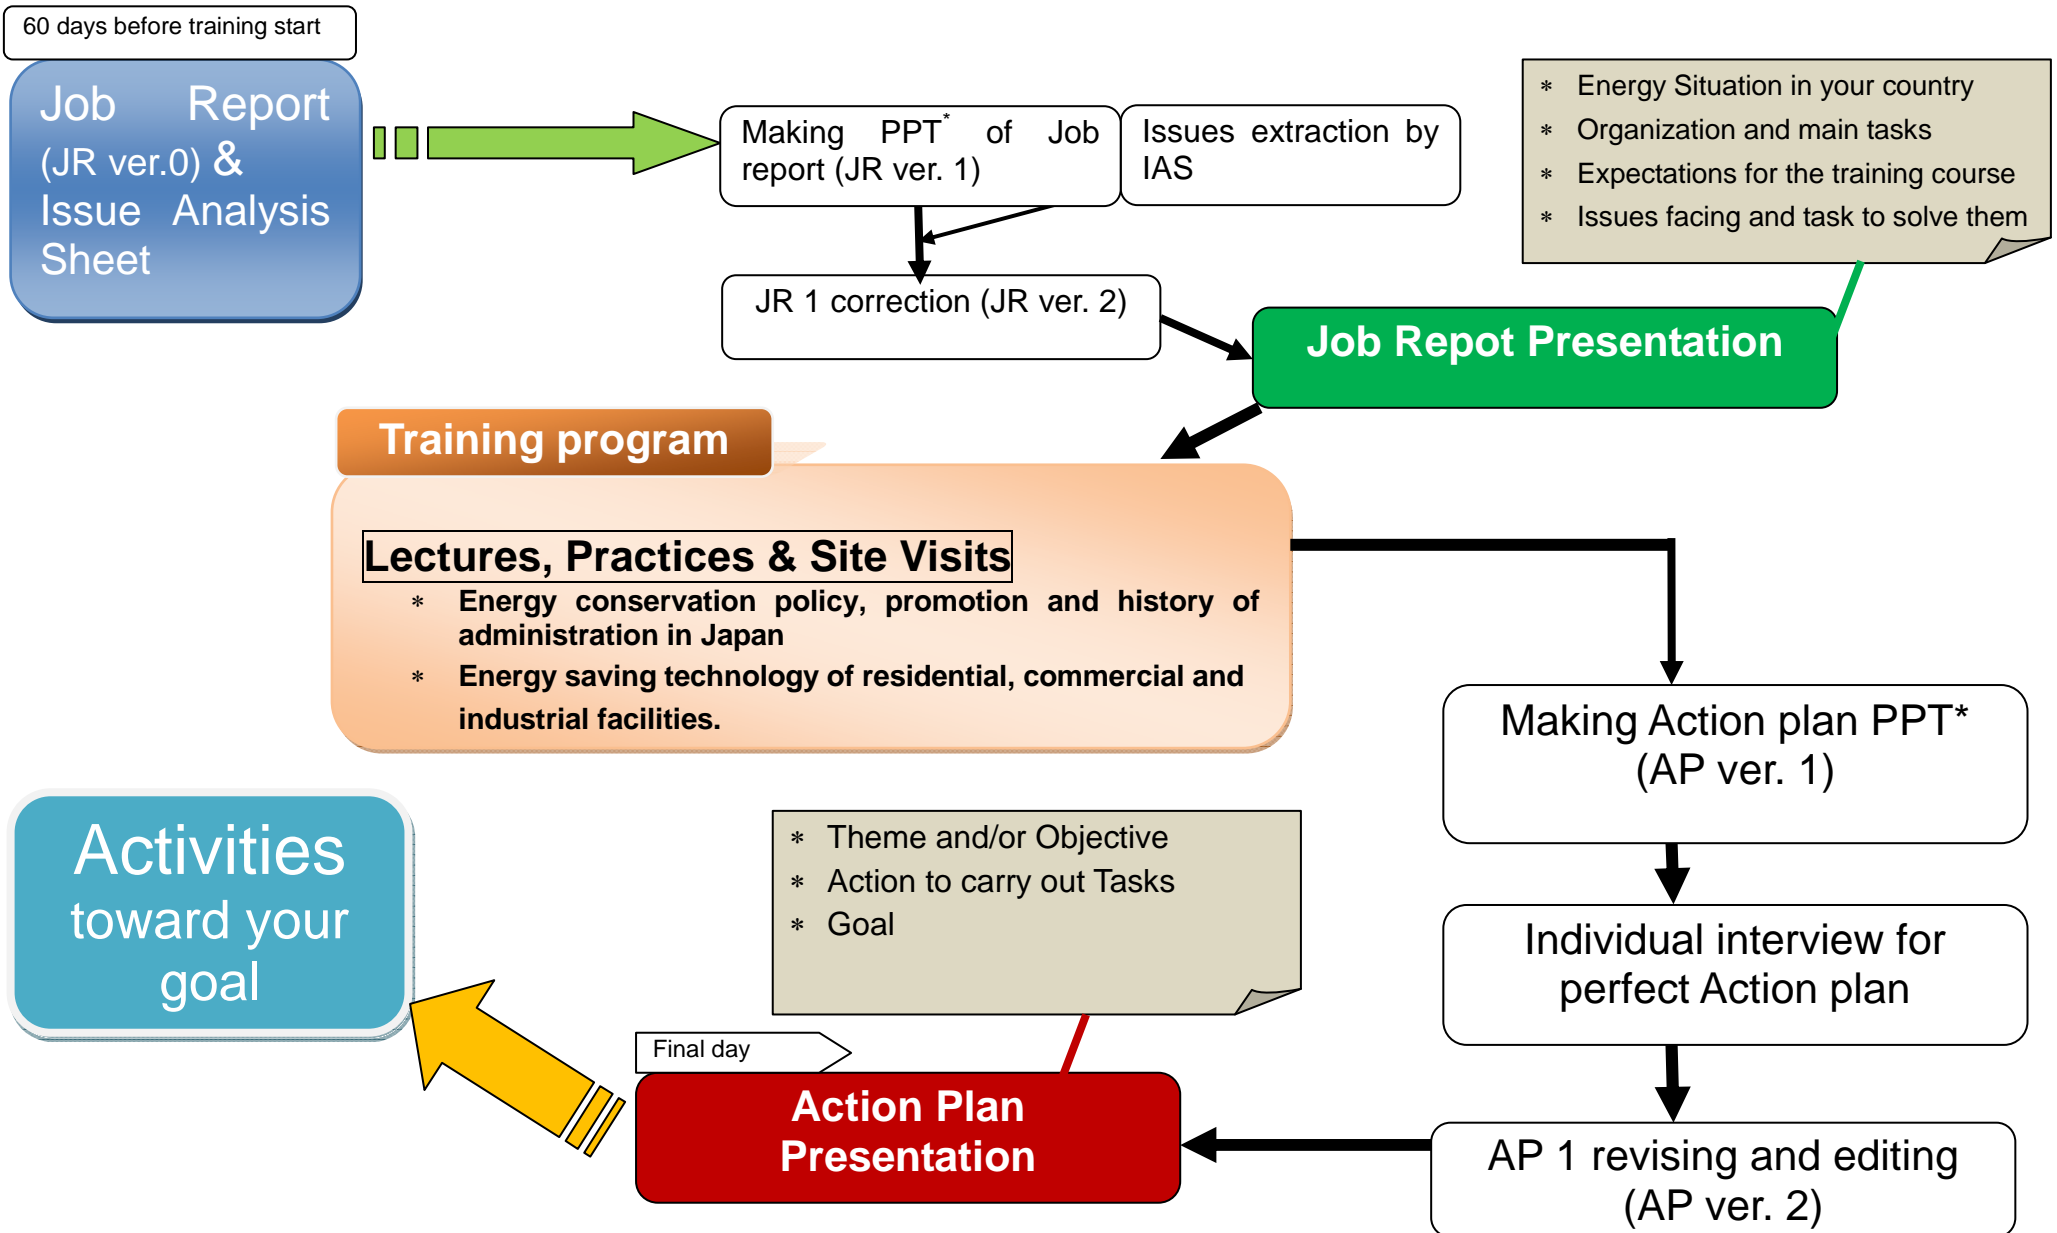 60 days before training start
Job Report
(JR ver.0) &
Issue Analysis
Sheet
Making PPT* of Job
report (JR ver. 1)
Issues extraction by
IAS
JR 1 correction (JR ver. 2)
* Energy Situation in your country
* Organization and main tasks
* Expectations for the training course
* Issues facing and task to solve them
Job Repot Presentation
Training program
Lectures, Practices & Site Visits
* Energy conservation policy, promotion and history of
administration in Japan
* Energy saving technology of residential, commercial and
industrial facilities.
Making Action plan PPT*
(AP ver. 1)
Individual interview for
perfect Action plan
AP 1 revising and editing
(AP ver. 2)
* Theme and/or Objective
* Action to carry out Tasks
* Goal
Final day
Action Plan
Presentation
Activities
toward your
goal